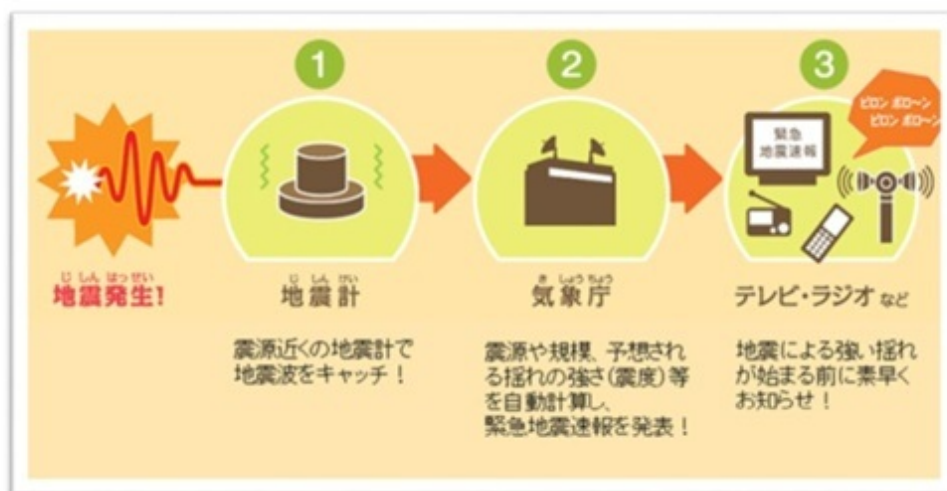 1
2
3
ピロン ポローン
ピロン ポローン
緊急
地震速報
じ しん はっせい
地震発生!
じ しん けい
地震計
き しょうちょう
気象庁
テレビ・ラジオ など
震源近くの地震計で
地震波をキャッチ!
震源や規模、予想され
る揺れの強さ(震度)等
を自動計算し、
緊急地震速報を発表!
地震による強い揺れ
が始まる前に素早く
お知らせ!